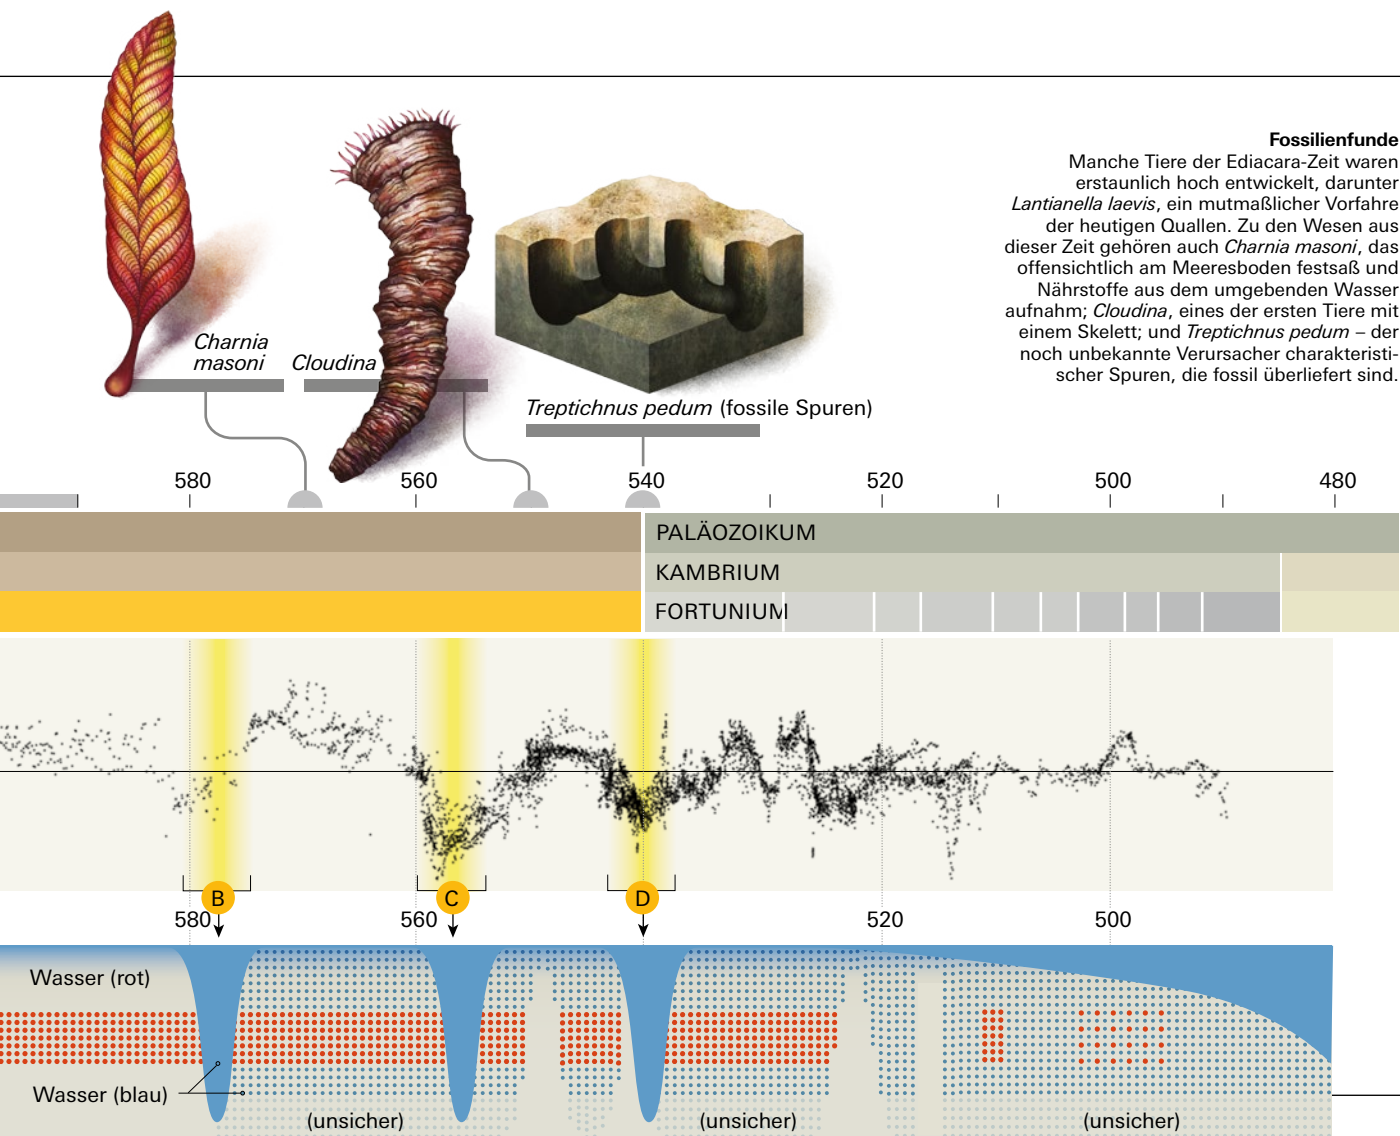 Fossilienfunde
Manche Tiere der Ediacara-Zeit waren
erstaunlich hoch entwickelt, darunter
Lantianella laevis, ein mutmaßlicher Vorfahre
der heutigen Quallen. Zu den Wesen aus
dieser Zeit gehören auch Charnia masoni, das
offensichtlich am Meeresboden festsaß und
Nährstoffe aus dem umgebenden Wasser
aufnahm; Cloudina, eines der ersten Tiere mit
einem Skelett; und Treptichnus pedum – der
noch unbekannte Verursacher charakteristi-
scher Spuren, die fossil überliefert sind.
Charnia
masoni
Cloudina
Treptichnus pedum (fossile Spuren)
580 560 540 520 500 480
PALÄOZOIKUM
KAMBRIUM
FORTUNIUM
B C D
580 560 520 500
Wasser (rot)
Wasser (blau)
(unsicher) (unsicher) (unsicher)